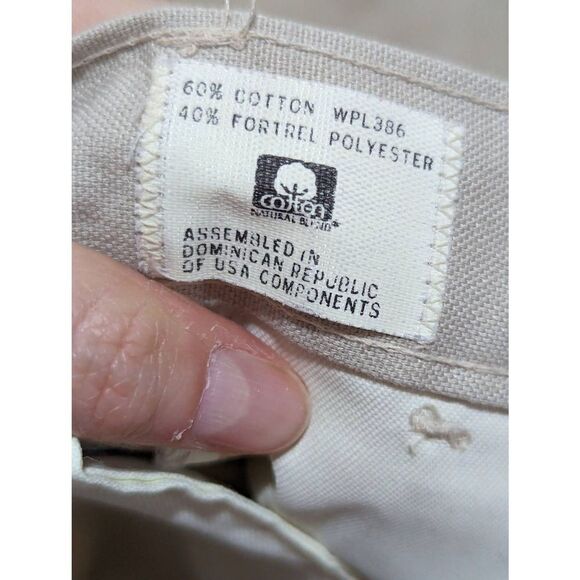 60% COTTON WPL386
40% FORTREL POLYESTER
cotton
NATURAL BLEND
ASSEMBLED IN
DOMINICAN REPUBLIC
OF USA COMPONENTS